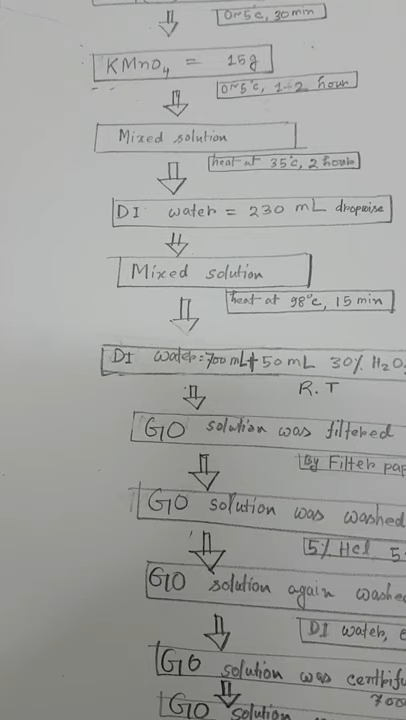 0~5°c, 30 min
KMnO4 = 15g
0~5°c, 1-2 hour
Mixed solution
heat at 35°c, 2 hours
DI water = 230 mL dropwise
Mixed solution
heat at 98°c, 15 min
DI water = 700 mL + 50 mL 30% H2O
R.T
GO solution was filtered
By Filter pap
GO solution was washed
5% Hcl 5
GO solution again washe
DI water,
GO solution was centrifu
700
GO solution